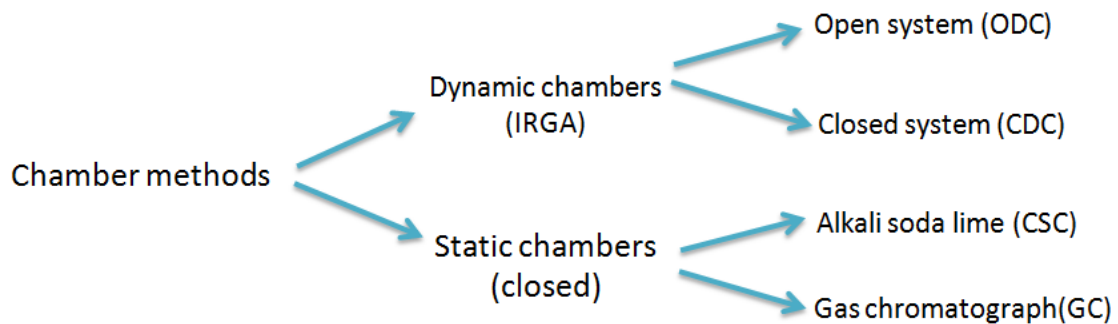 Chamber methods
Dynamic chambers
(IRGA)
Static chambers
(closed)
Open system (ODC)
Closed system (CDC)
Alkali soda lime (CSC)
Gas chromatograph(GC)